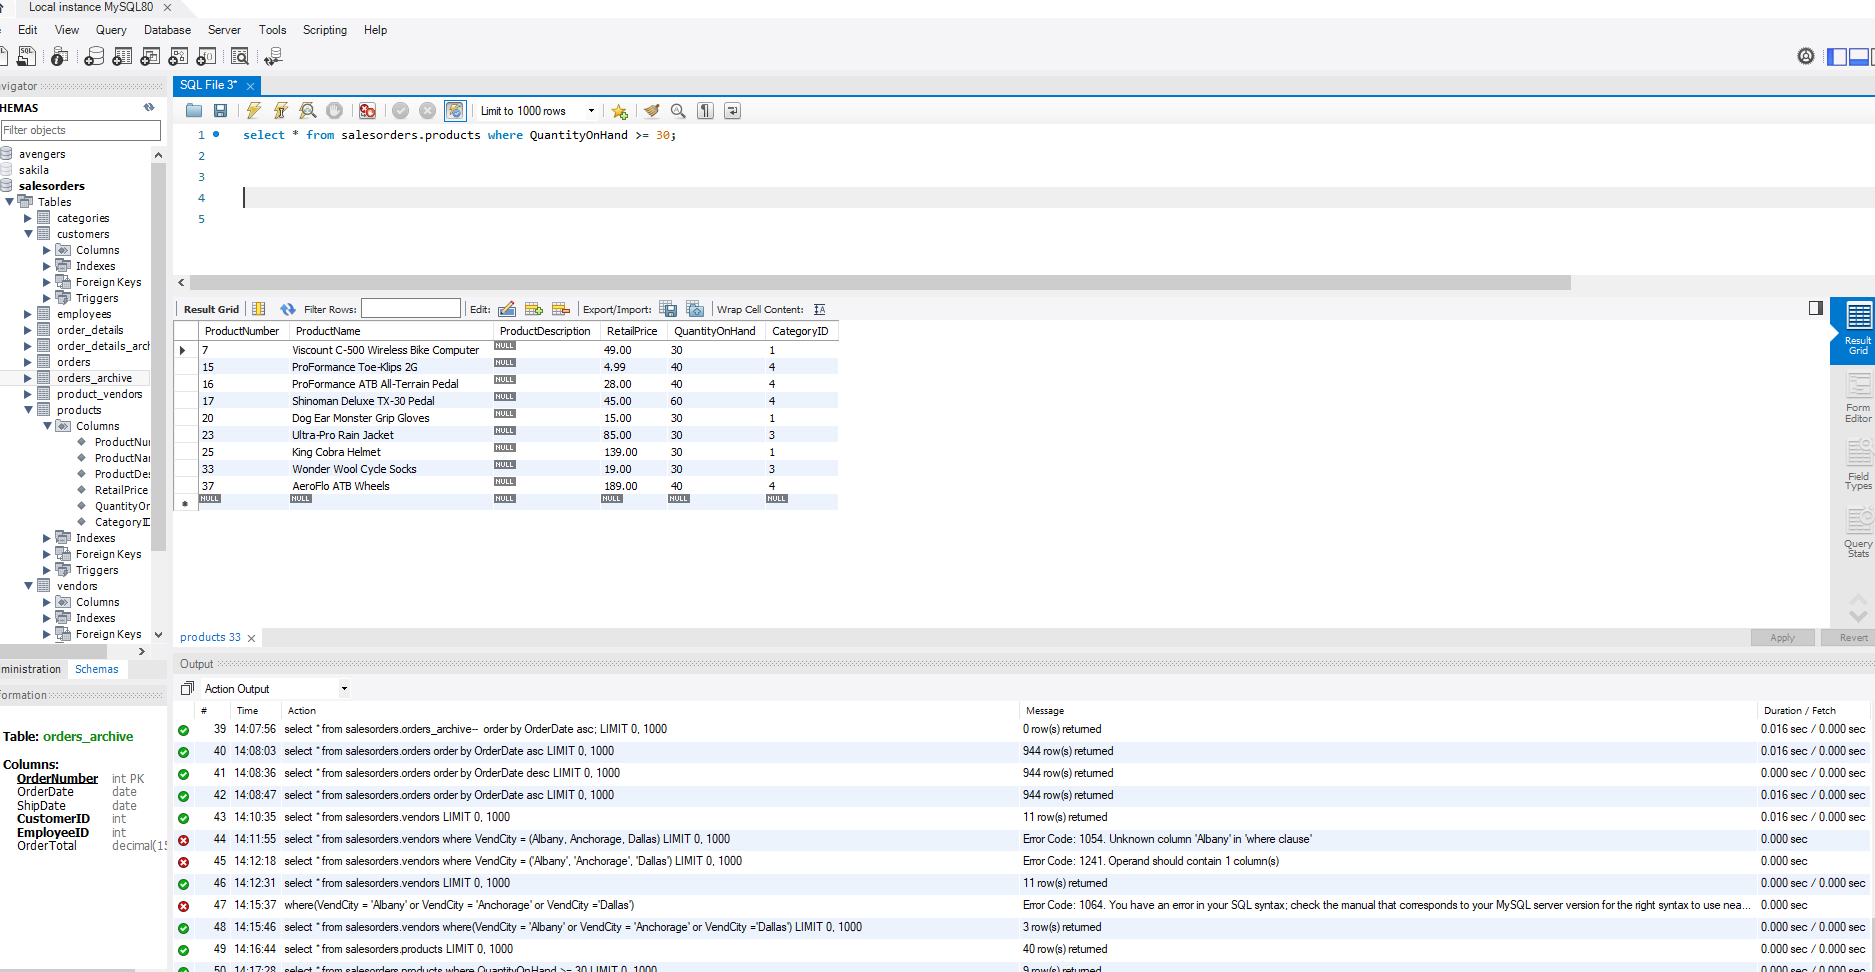 Local instance MySQL80 ×
Edit View Query Database Server Tools Scripting Help
SQL
avigator
SQL File 3* ×
HEMAS
Filter objects
Limit to 1000 rows
1 select * from salesorders.products where QuantityOnHand >= 30;
2
3
4
5
avengers
sakila
salesorders
Tables
categories
customers
Columns
Indexes
Foreign Keys
Triggers
employees
order_details
order_details_arch
orders
orders_archive
product_vendors
products
Columns
ProductNur
ProductNar
ProductDes
RetailPrice
QuantityOr
CategoryID
Indexes
Foreign Keys
Triggers
vendors
Columns
Indexes
Foreign Keys
ministration Schemas
formation
Table: orders_archive
Columns:
OrderNumber int PK
OrderDate date
ShipDate date
CustomerID int
EmployeeID int
OrderTotal decimal(15
Result Grid Filter Rows: Edit: Export/Import: Wrap Cell Content:
ProductNumber ProductName ProductDescription RetailPrice QuantityOnHand CategoryID
7 Viscount C-500 Wireless Bike Computer NULL 49.00 30 1
15 ProFormance Toe-Klips 2G NULL 4.99 40 4
16 ProFormance ATB All-Terrain Pedal NULL 28.00 40 4
17 Shinoman Deluxe TX-30 Pedal NULL 45.00 60 4
20 Dog Ear Monster Grip Gloves NULL 15.00 30 1
23 Ultra-Pro Rain Jacket NULL 85.00 30 3
25 King Cobra Helmet NULL 139.00 30 1
33 Wonder Wool Cycle Socks NULL 19.00 30 3
37 AeroFlo ATB Wheels NULL 189.00 40 4
* NULL NULL NULL NULL NULL NULL
Result
Grid
Form
Editor
Field
Types
Query
Stats
products 33 ×
Apply Revert
Output
Action Output
# Time Action Message Duration / Fetch
39 14:07:56 select * from salesorders.orders_archive-- order by OrderDate asc; LIMIT 0, 1000 0 row(s) returned 0.016 sec / 0.000 sec
40 14:08:03 select * from salesorders.orders order by OrderDate asc LIMIT 0, 1000 944 row(s) returned 0.016 sec / 0.000 sec
41 14:08:36 select * from salesorders.orders order by OrderDate desc LIMIT 0, 1000 944 row(s) returned 0.000 sec / 0.000 sec
42 14:08:47 select * from salesorders.orders order by OrderDate asc LIMIT 0, 1000 944 row(s) returned 0.016 sec / 0.000 sec
43 14:10:35 select * from salesorders.vendors LIMIT 0, 1000 11 row(s) returned 0.016 sec / 0.000 sec
44 14:11:55 select * from salesorders.vendors where VendCity = (Albany, Anchorage, Dallas) LIMIT 0, 1000 Error Code: 1054. Unknown column 'Albany' in 'where clause' 0.000 sec
45 14:12:18 select * from salesorders.vendors where VendCity = ('Albany', 'Anchorage', 'Dallas') LIMIT 0, 1000 Error Code: 1241. Operand should contain 1 column(s) 0.000 sec
46 14:12:31 select * from salesorders.vendors LIMIT 0, 1000 11 row(s) returned 0.000 sec / 0.000 sec
47 14:15:37 where(VendCity = 'Albany' or VendCity = 'Anchorage' or VendCity ='Dallas') Error Code: 1064. You have an error in your SQL syntax; check the manual that corresponds to your MySQL server version for the right syntax to use nea... 0.000 sec
48 14:15:46 select * from salesorders.vendors where(VendCity = 'Albany' or VendCity = 'Anchorage' or VendCity ='Dallas') LIMIT 0, 1000 3 row(s) returned 0.000 sec / 0.000 sec
49 14:16:44 select * from salesorders.products LIMIT 0, 1000 40 row(s) returned 0.000 sec / 0.000 sec
50 14:17:28 select * from salesorders.products where QuantityOnHand >= 30 LIMIT 0, 1000 9 row(s) returned 0.000 sec / 0.000 sec